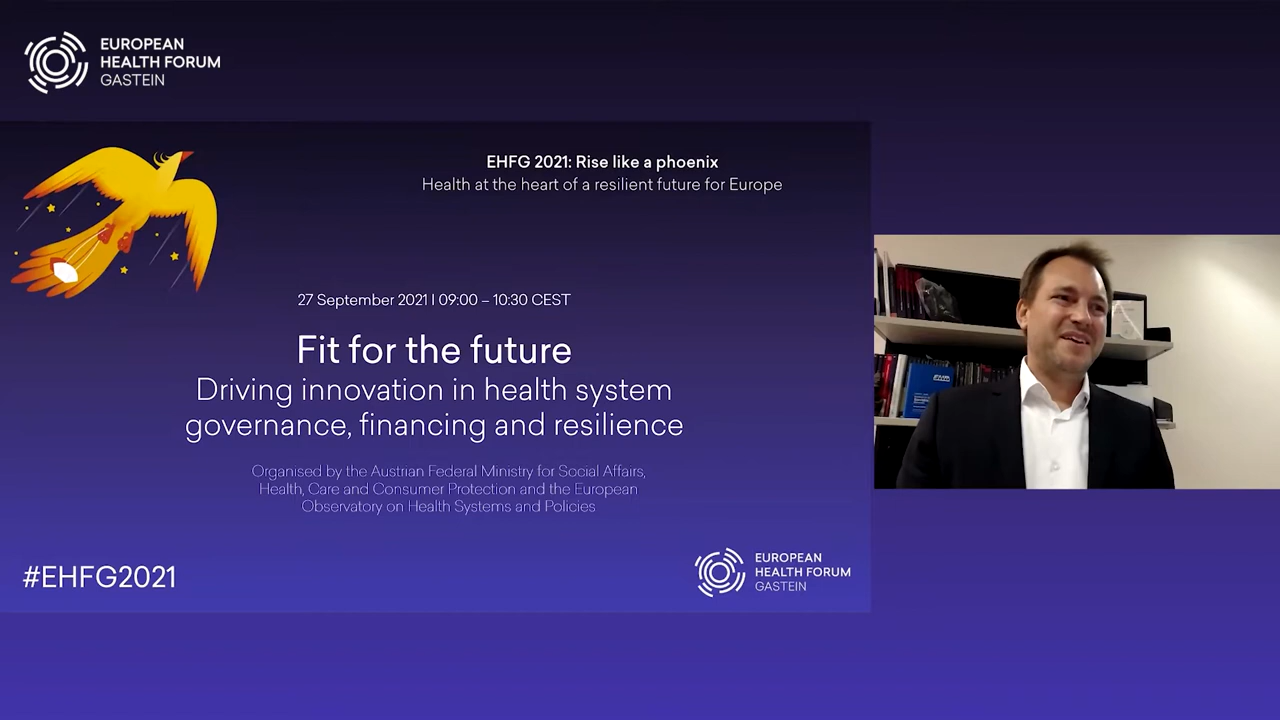 EUROPEAN
HEALTH FORUM
GASTEIN
EHFG 2021: Rise like a phoenix
Health at the heart of a resilient future for Europe
27 September 2021 I 09:00 – 10:30 CEST
Fit for the future
Driving innovation in health system
governance, financing and resilience
Organised by the Austrian Federal Ministry for Social Affairs,
Health, Care and Consumer Protection and the European
Observatory on Health Systems and Policies
#EHFG2021
EUROPEAN
HEALTH FORUM
GASTEIN